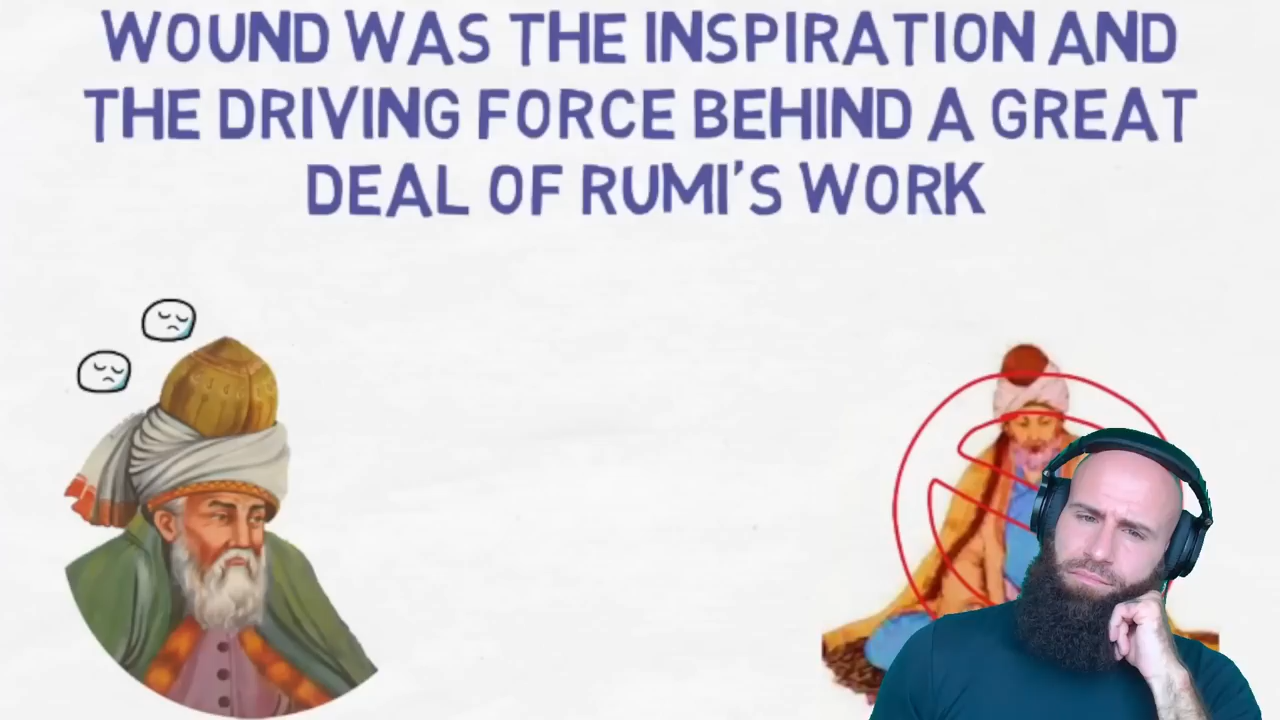 WOUND WAS THE INSPIRATION AND
THE DRIVING FORCE BEHIND A GREAT
DEAL OF RUMI'S WORK